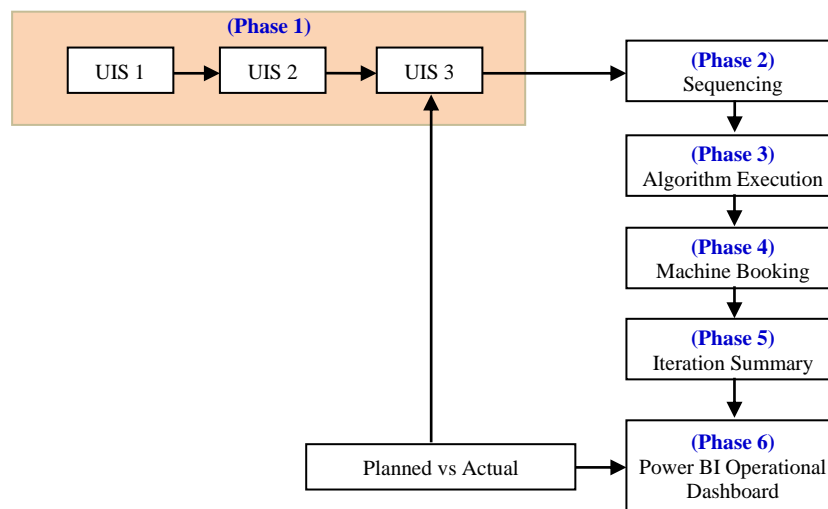 (Phase 1)
UIS 1
UIS 2
UIS 3
(Phase 2)
Sequencing
(Phase 3)
Algorithm Execution
(Phase 4)
Machine Booking
(Phase 5)
Iteration Summary
(Phase 6)
Power BI Operational
Dashboard
Planned vs Actual